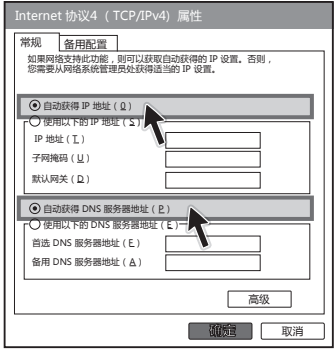 Internet 协议4（ TCP/IPv4）属性
常规 备用配置
如果网络支持此功能，则可以获取自动获得的 IP 设置。否则，
您需要从网络系统管理员处获得适当的 IP 设置。
自动获得 IP 地址（O）
使用以下的 IP 地址（S）
IP 地址（I）
子网掩码（U）
默认网关（D）
自动获得 DNS 服务器地址（P）
使用以下的 DNS 服务器地址（E）
首选 DNS 服务器地址（E）
备用 DNS 服务器地址（A）
高级
确定 取消